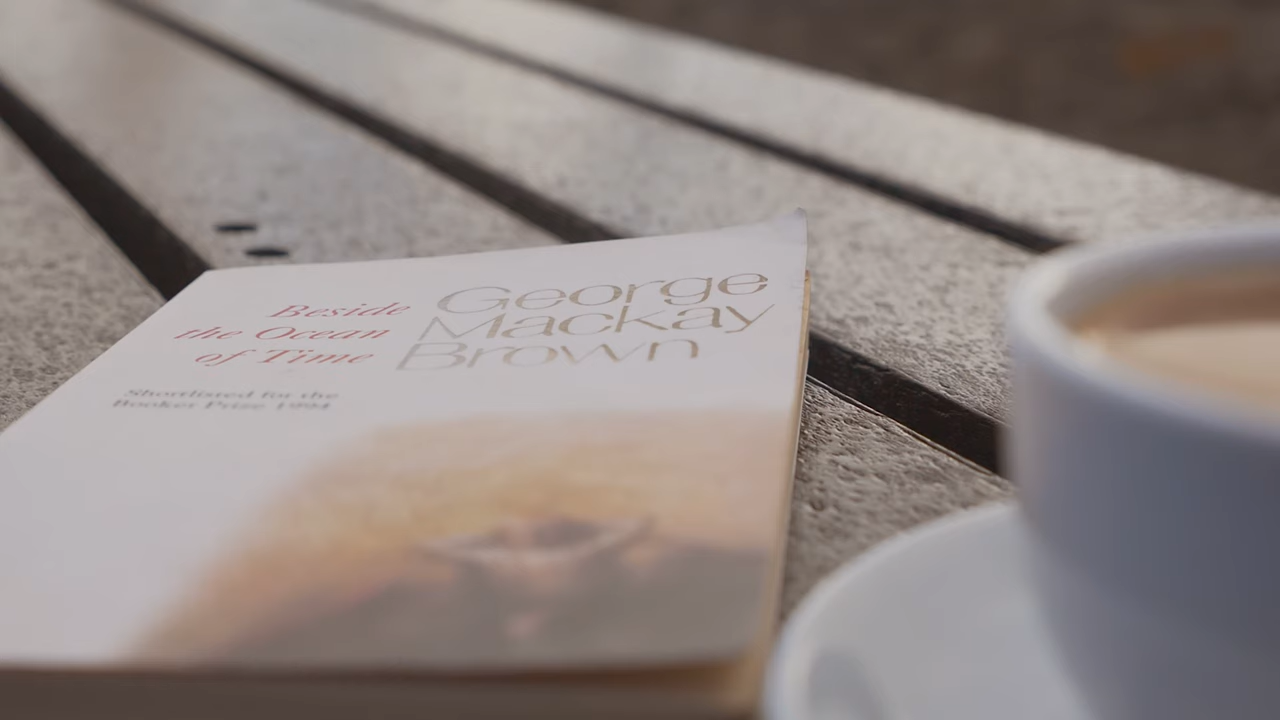 Beside
the Ocean
of Time
George
Mackay
Brown
Shortlisted for the
Booker Prize 1994